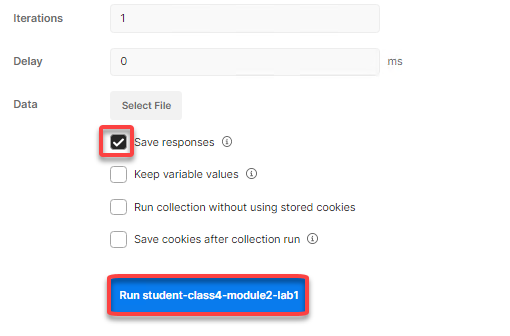 Iterations 1
Delay 0 ms
Data Select File
Save responses
Keep variable values
Run collection without using stored cookies
Save cookies after collection run
Run student-class4-module2-lab1